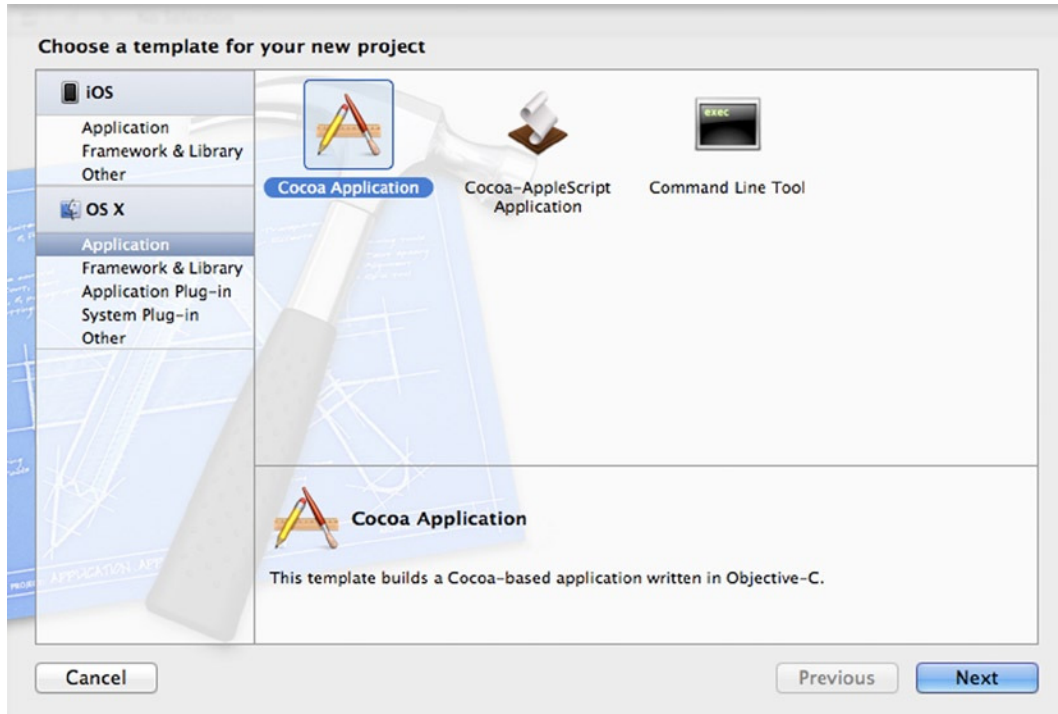 Choose a template for your new project
iOS
Application
Framework & Library
Other
OS X
Application
Framework & Library
Application Plug-in
System Plug-in
Other
Cocoa Application
Cocoa-AppleScript
Application
exec
Command Line Tool
Cocoa Application
This template builds a Cocoa-based application written in Objective-C.
APPLICATION APP
Cancel
Previous
Next